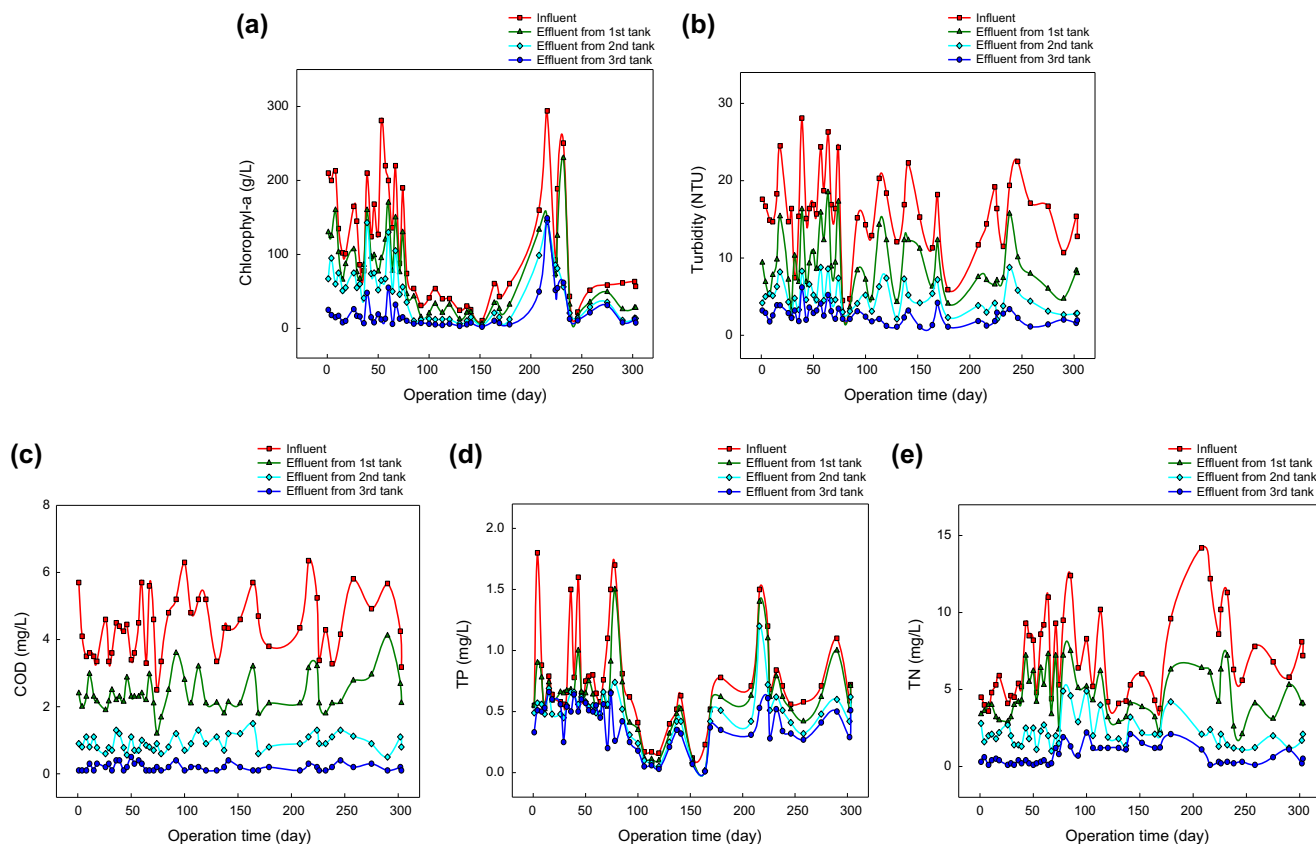 (a)
Influent
Effluent from 1st tank
Effluent from 2nd tank
Effluent from 3rd tank
300
200
100
0
Chlorophyl-a (g/L)
0 50 100 150 200 250 300
Operation time (day)
(b)
Influent
Effluent from 1st tank
Effluent from 2nd tank
Effluent from 3rd tank
30
20
10
0
Turbidity (NTU)
0 50 100 150 200 250 300
Operation time (day)
(c)
Influent
Effluent from 1st tank
Effluent from 2nd tank
Effluent from 3rd tank
8
6
4
2
0
COD (mg/L)
0 50 100 150 200 250 300
Operation time (day)
(d)
Influent
Effluent from 1st tank
Effluent from 2nd tank
Effluent from 3rd tank
2.0
1.5
1.0
0.5
0.0
TP (mg/L)
0 50 100 150 200 250 300
Operation time (day)
(e)
Influent
Effluent from 1st tank
Effluent from 2nd tank
Effluent from 3rd tank
15
10
5
0
TN (mg/L)
0 50 100 150 200 250 300
Operation time (day)